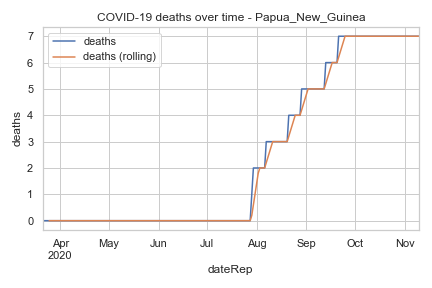 COVID-19 deaths over time - Papua_New_Guinea
deaths
deaths (rolling)
7
6
5
4
3
2
1
0
deaths
Apr May Jun Jul Aug Sep Oct Nov
2020
dateRep